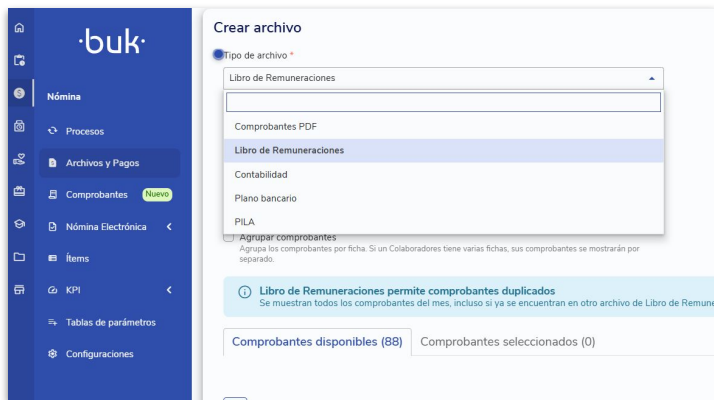 ·buk·
Nómina
Procesos
Archivos y Pagos
Comprobantes Nuevo
Nómina Electrónica
Ítems
KPI
Tablas de parámetros
Configuraciones
Crear archivo
Tipo de archivo *
Libro de Remuneraciones
Comprobantes PDF
Libro de Remuneraciones
Contabilidad
Plano bancario
PILA
Agrupar comprobantes
Agrupa los comprobantes por ficha. Si un Colaboradores tiene varias fichas, sus comprobantes se mostrarán por
separado.
Libro de Remuneraciones permite comprobantes duplicados
Se muestran todos los comprobantes del mes, incluso si ya se encuentran en otro archivo de Libro de Remune
Comprobantes disponibles (88) Comprobantes seleccionados (0)